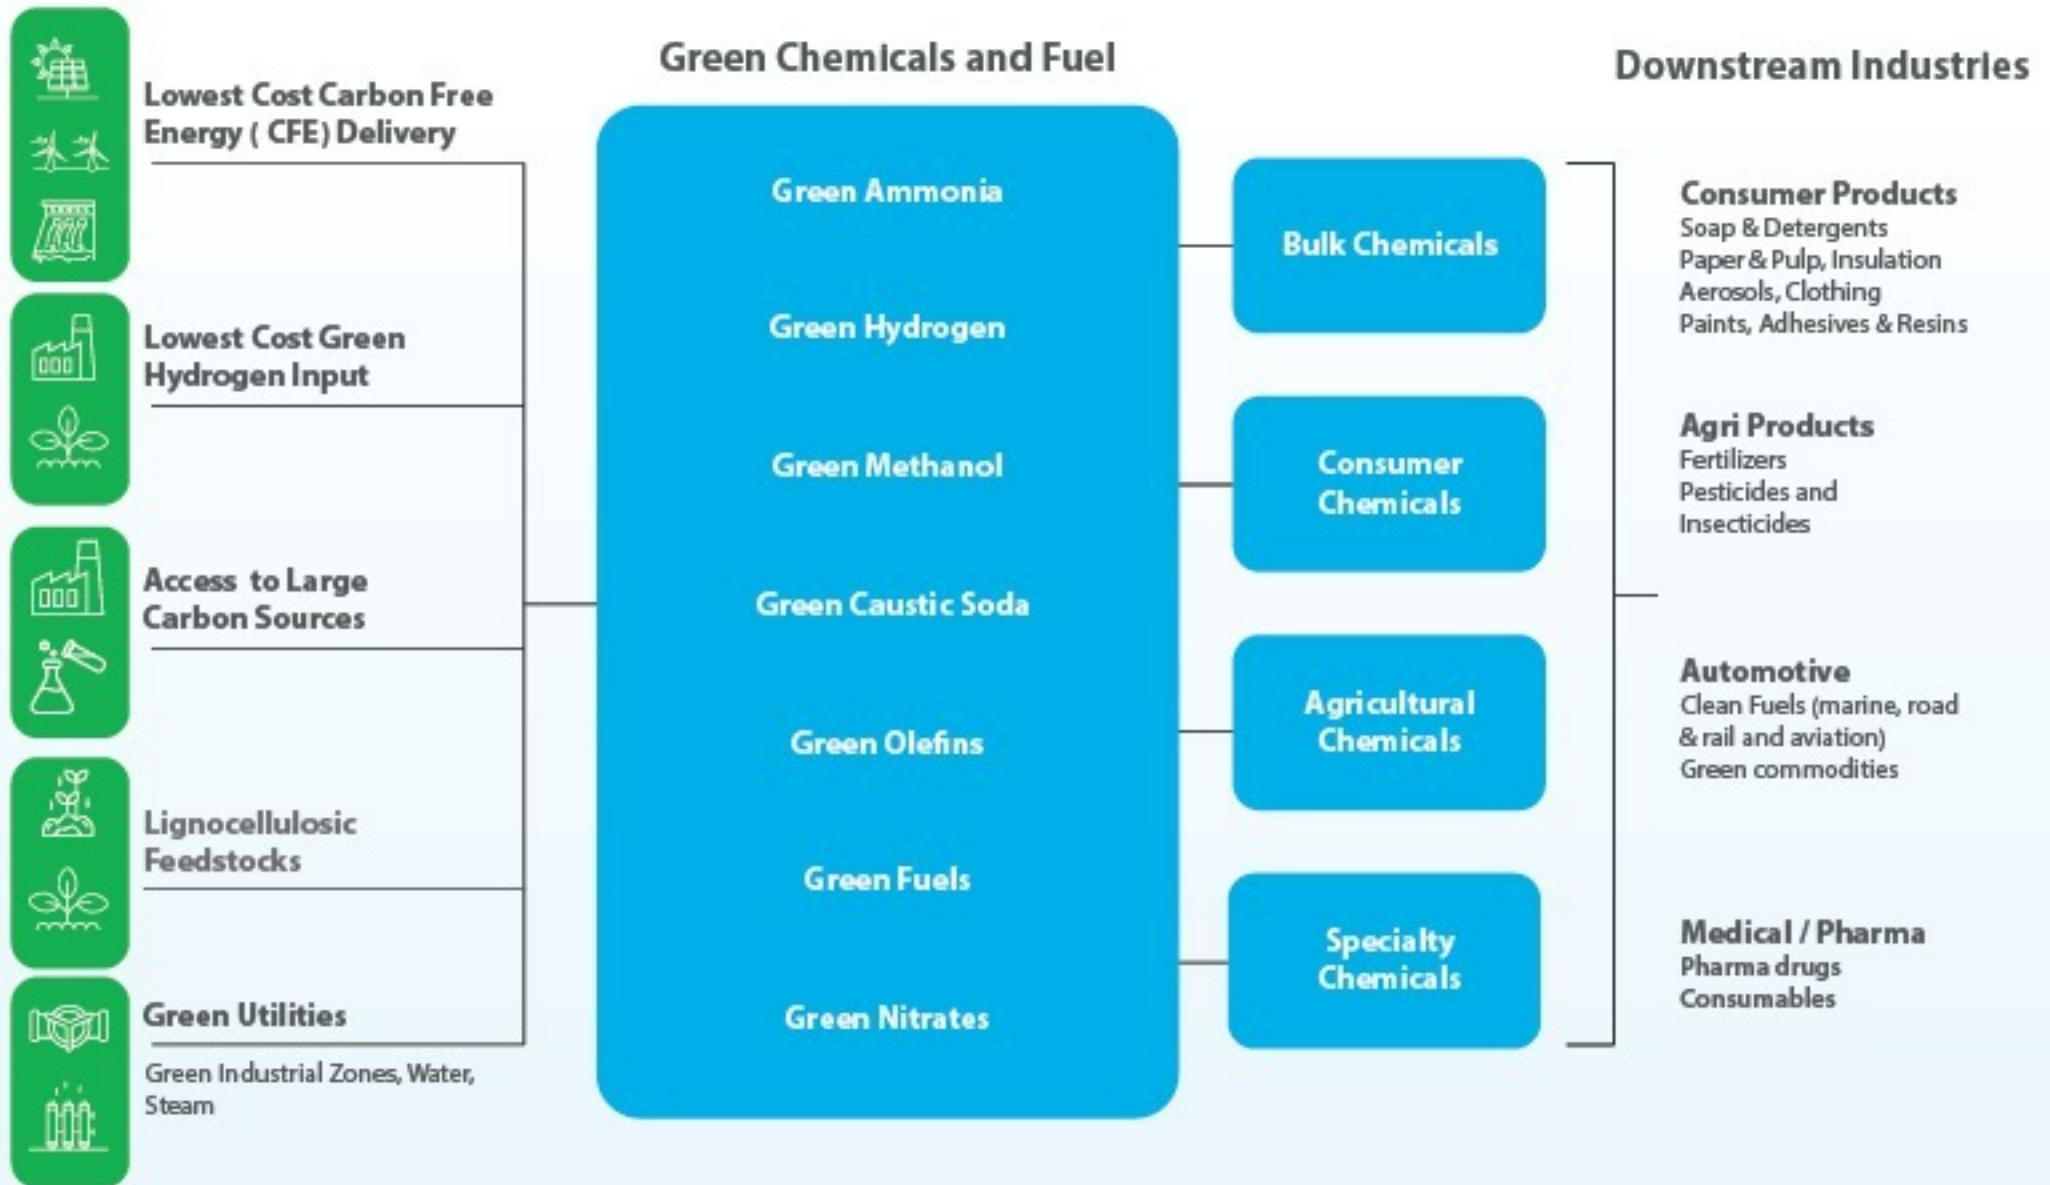 Green Chemicals and Fuel
Downstream Industries
Lowest Cost Carbon Free
Energy ( CFE) Delivery
Lowest Cost Green
Hydrogen Input
Access to Large
Carbon Sources
Lignocellulosic
Feedstocks
Green Utilities
Green Industrial Zones, Water,
Steam
Green Ammonia
Green Hydrogen
Green Methanol
Green Caustic Soda
Green Olefins
Green Fuels
Green Nitrates
Bulk Chemicals
Consumer
Chemicals
Agricultural
Chemicals
Specialty
Chemicals
Consumer Products
Soap & Detergents
Paper & Pulp, Insulation
Aerosols, Clothing
Paints, Adhesives & Resins
Agri Products
Fertilizers
Pesticides and
Insecticides
Automotive
Clean Fuels (marine, road
& rail and aviation)
Green commodities
Medical / Pharma
Pharma drugs
Consumables